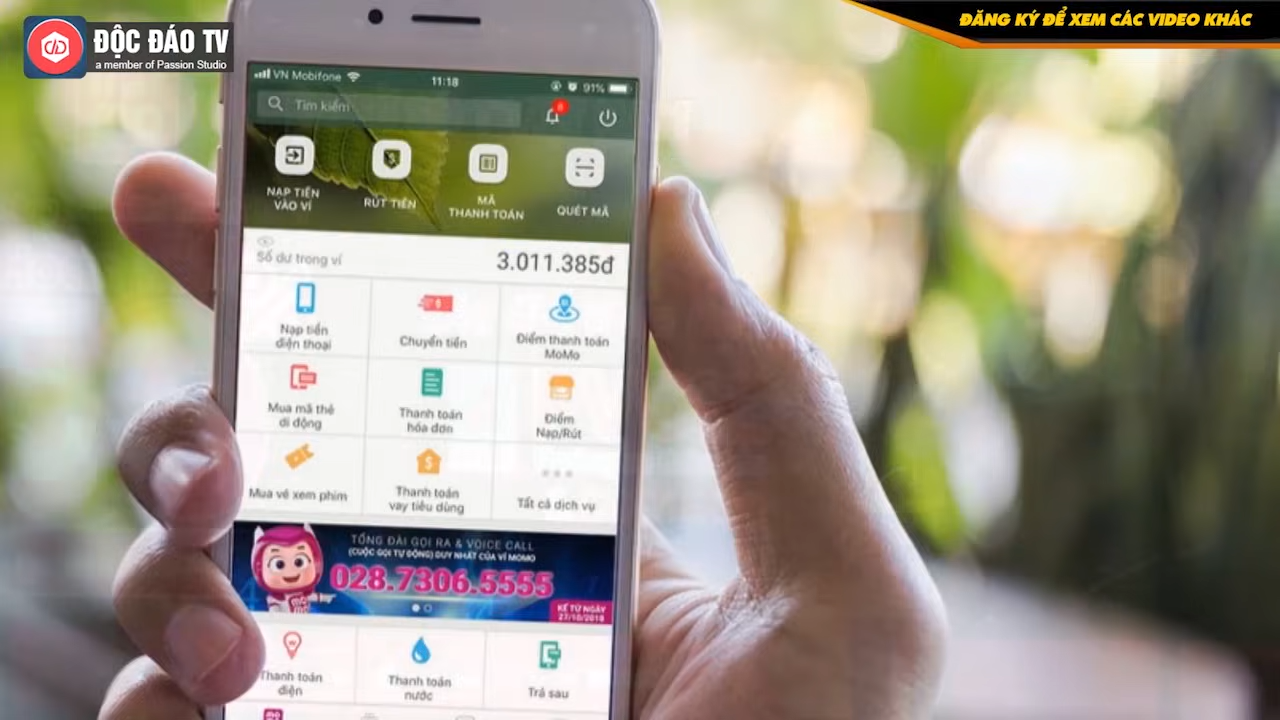 ĐỘC ĐÁO TV
a member of Passion Studio
ĐĂNG KÝ ĐỂ XEM CÁC VIDEO KHÁC
VN Mobifone
11:18
91%
Tìm kiếm
8
NẠP TIỀN
VÀO VÍ
RÚT TIỀN
MÃ
THANH TOÁN
QUÉT MÃ
Số dư trong ví
3.011.385đ
Nạp tiền
điện thoại
Chuyển tiền
Điểm thanh toán
MoMo
Mua mã thẻ
di động
Thanh toán
hóa đơn
Điểm
Nạp/Rút
Mua vé xem phim
Thanh toán
vay tiêu dùng
Tất cả dịch vụ
TỔNG ĐÀI GỌI RA & VOICE CALL
(CUỘC GỌI TỰ ĐỘNG) DUY NHẤT CỦA VÍ MOMO
028.7306.5555
KỂ TỪ NGÀY
27/10/2018
Thanh toán
điện
Thanh toán
nước
Trả sau